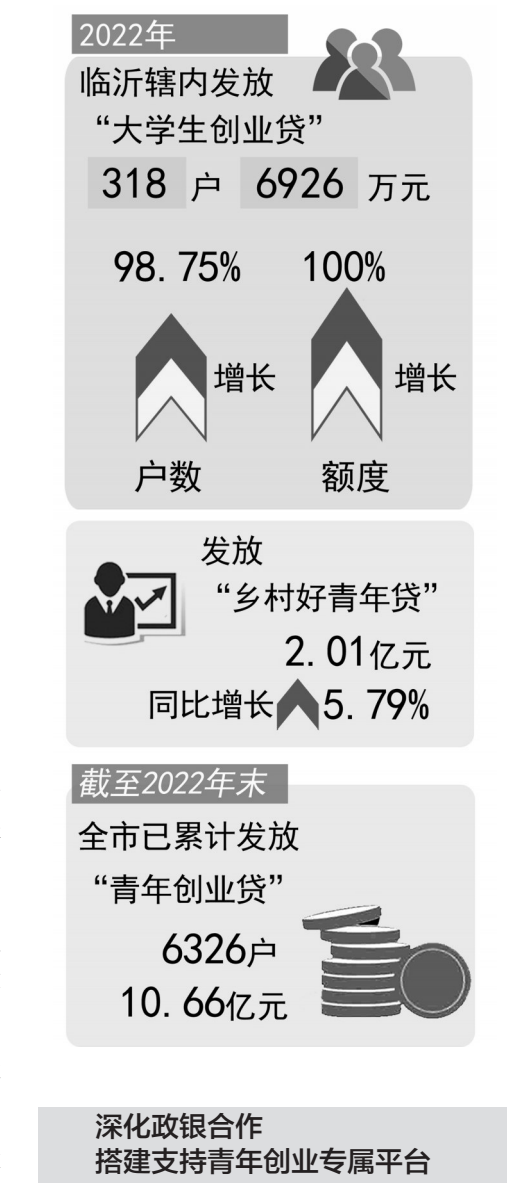 2022年
临沂辖内发放
“大学生创业贷”
318 户 6926 万元
98.75% 100%
增长 增长
户数 额度
发放
“乡村好青年贷”
2.01亿元
同比增长 5.79%
截至2022年末
全市已累计发放
“青年创业贷”
6326户
10.66亿元
深化政银合作
搭建支持青年创业专属平台